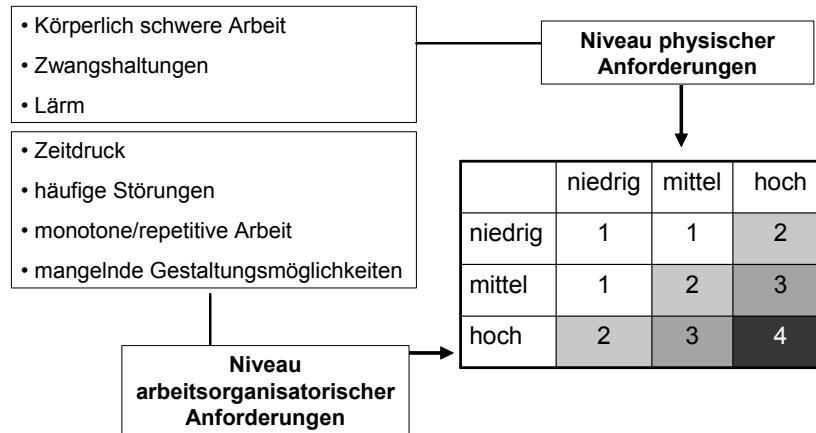 • Körperlich schwere Arbeit
• Zwangshaltungen
• Lärm
Niveau physischer
Anforderungen
• Zeitdruck
• häufige Störungen
• monotone/repetitive Arbeit
• mangelnde Gestaltungsmöglichkeiten
niedrig mittel hoch
niedrig 1 1 2
mittel 1 2 3
hoch 2 3 4
Niveau
arbeitsorganisatorischer
Anforderungen